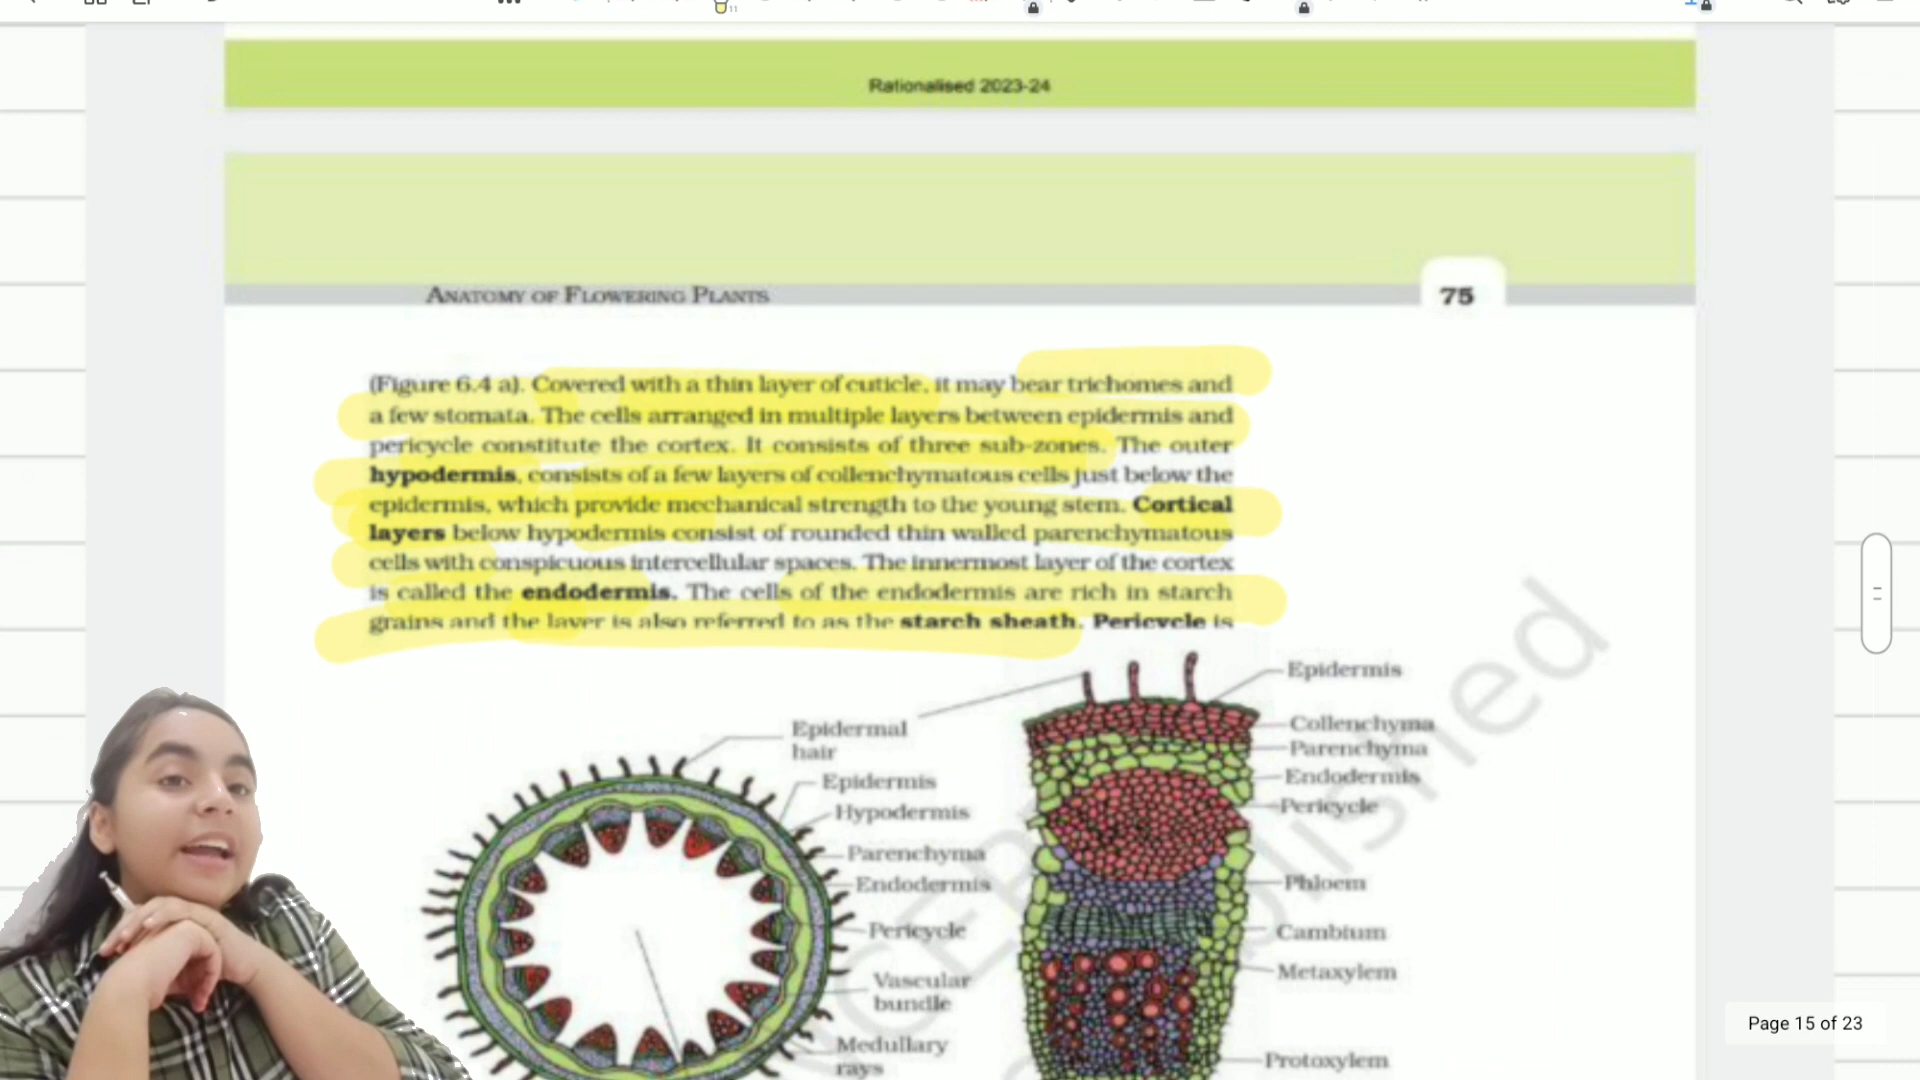 11
Rationalised 2023-24
ANATOMY OF FLOWERING PLANTS
75
(Figure 6.4 a). Covered with a thin layer of cuticle, it may bear trichomes and
a few stomata. The cells arranged in multiple layers between epidermis and
pericycle constitute the cortex. It consists of three sub-zones. The outer
hypodermis, consists of a few layers of collenchymatous cells just below the
epidermis, which provide mechanical strength to the young stem. Cortical
layers below hypodermis consist of rounded thin walled parenchymatous
cells with conspicuous intercellular spaces. The innermost layer of the cortex
is called the endodermis. The cells of the endodermis are rich in starch
grains and the layer is also referred to as the starch sheath. Pericycle is
Epidermal
hair
Epidermis
Hypodermis
Parenchyma
Endodermis
Pericycle
Vascular
bundle
Medullary
rays
Epidermis
Collenchyma
Parenchyma
Endodermis
Pericycle
Phloem
Cambium
Metaxylem
Protoxylem
Page 15 of 23